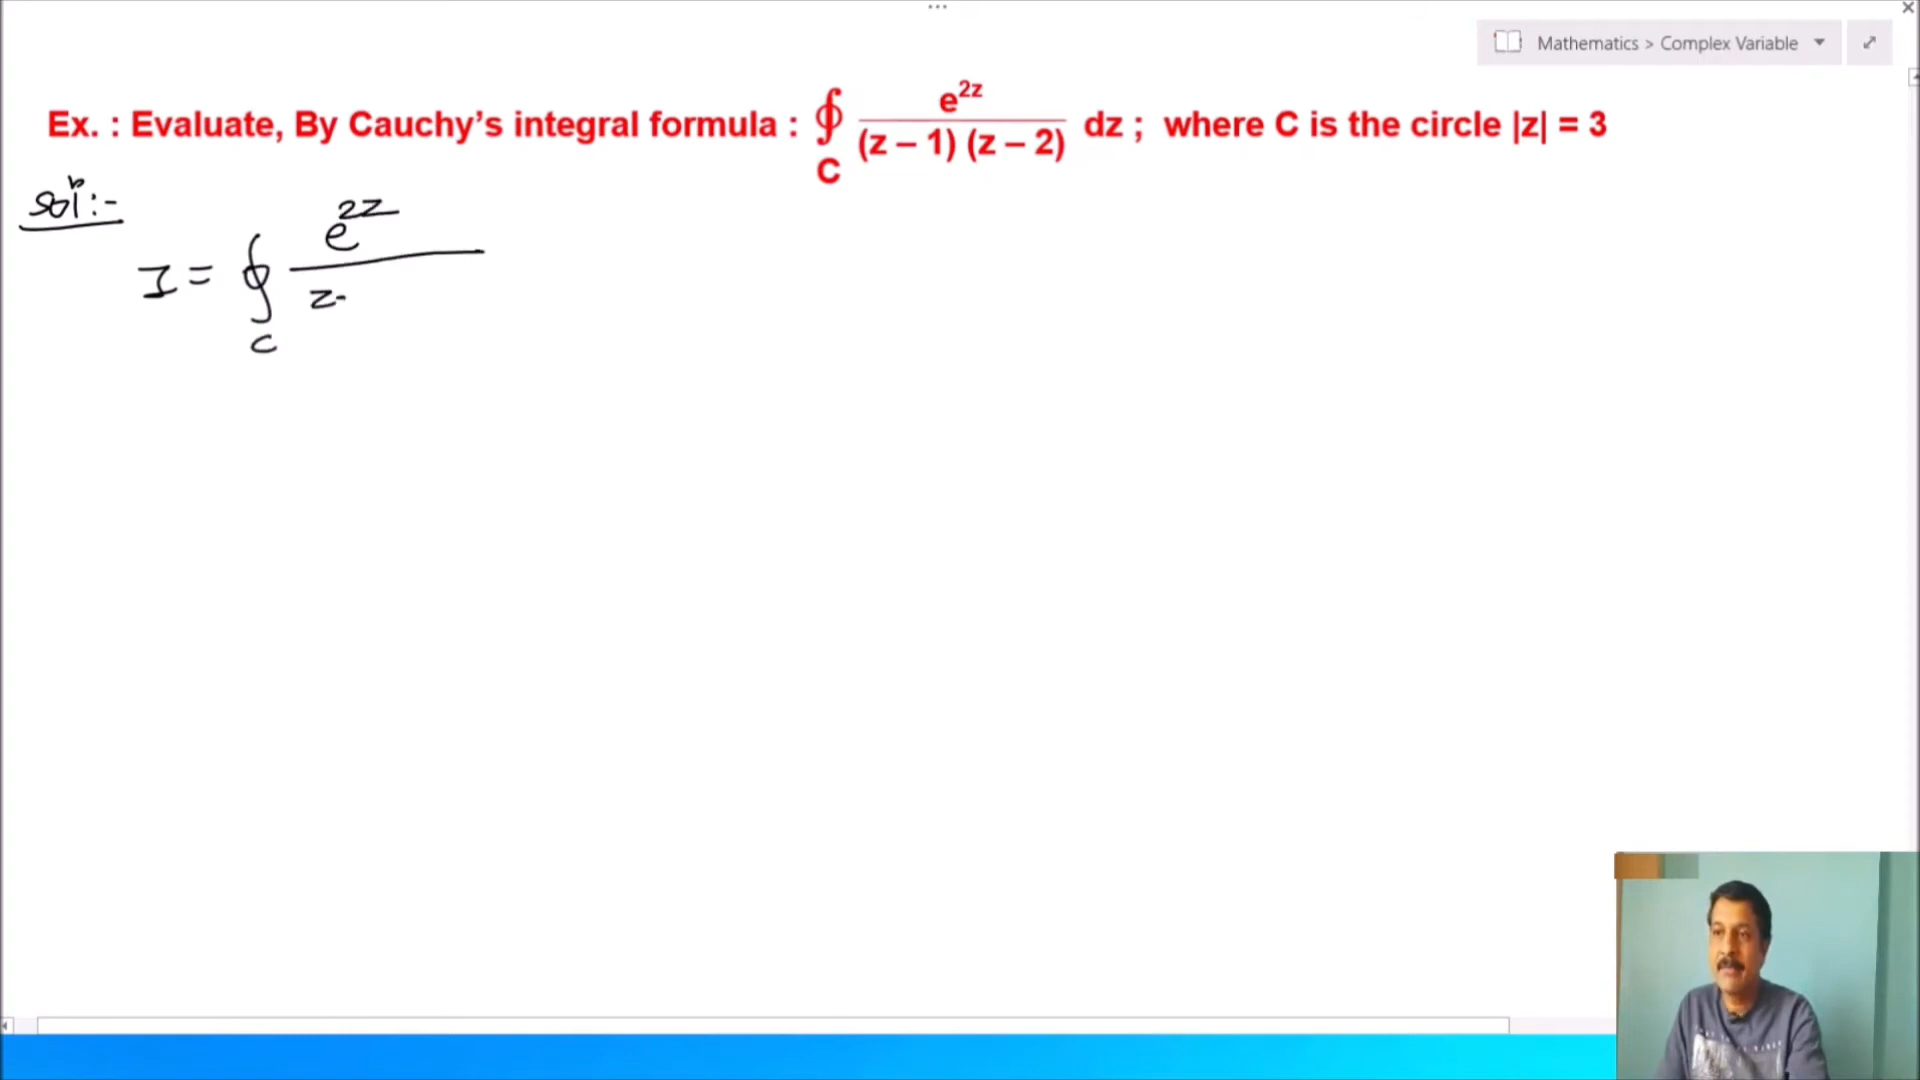 Mathematics > Complex Variable
Ex. : Evaluate, By Cauchy's integral formula : ∮_C e^{2z} / (z – 1) (z – 2) dz ; where C is the circle |z| = 3
Solⁿ :-
I = ∮_C e^{2z} / z-